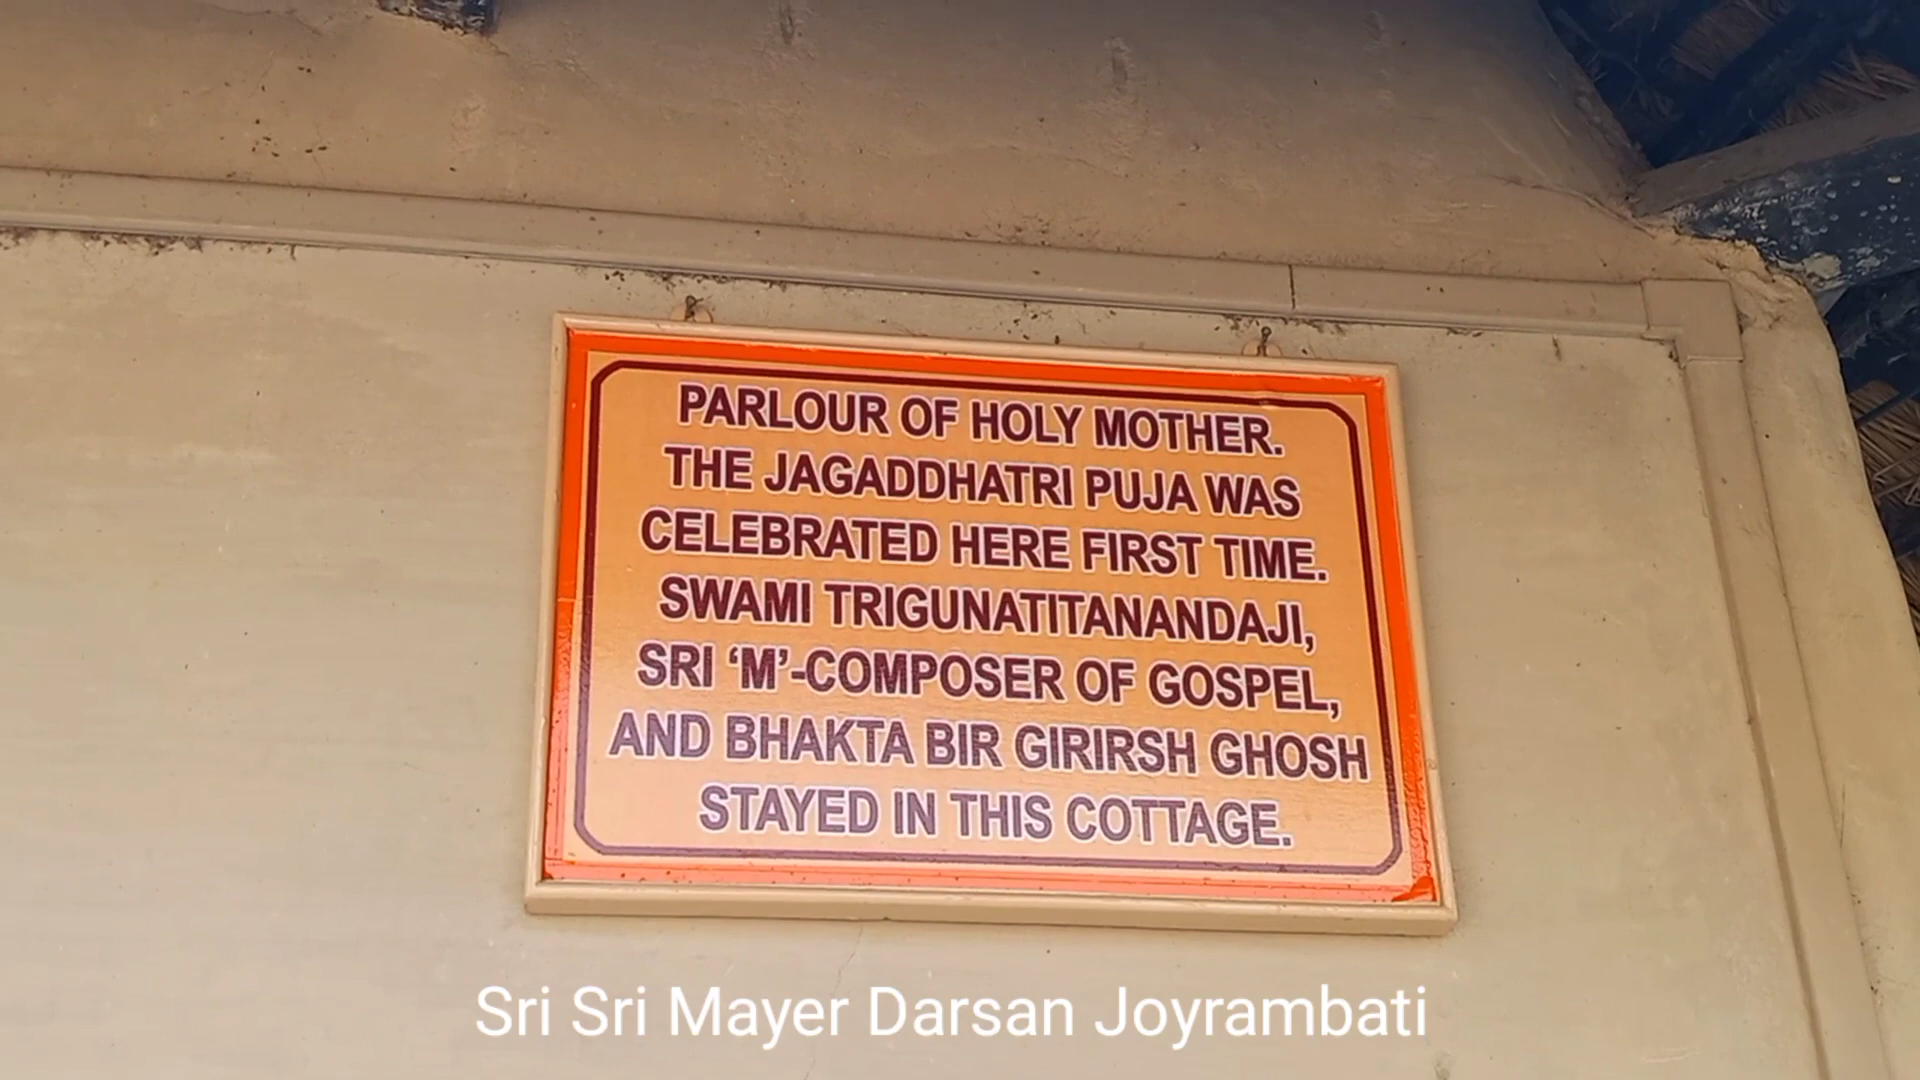 PARLOUR OF HOLY MOTHER.
THE JAGADDHATRI PUJA WAS
CELEBRATED HERE FIRST TIME.
SWAMI TRIGUNATITANANDAJI,
SRI ‘M’-COMPOSER OF GOSPEL,
AND BHAKTA BIR GIRIRSH GHOSH
STAYED IN THIS COTTAGE.
Sri Sri Mayer Darsan Joyrambati